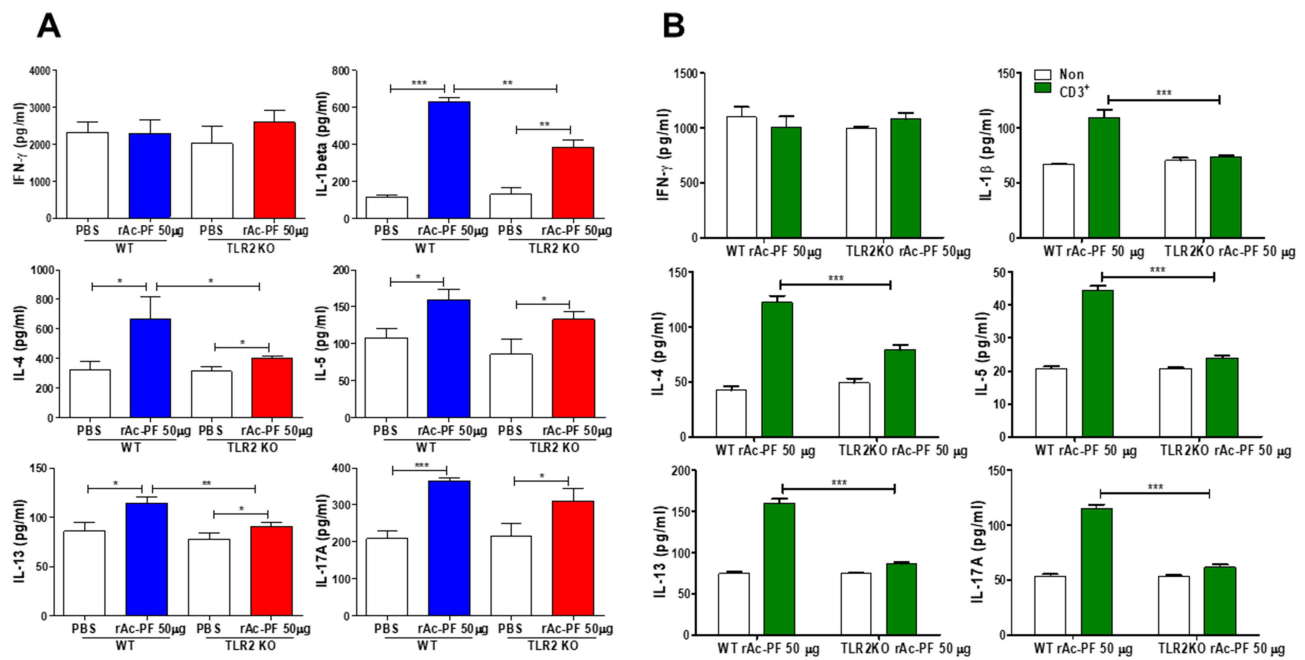 A
B
IFN-γ (pg/ml)
4000
3000
2000
1000
0
PBS
rAc-PF 50μg
PBS
rAc-PF 50μg
WT
TLR2 KO
IL-1beta (pg/ml)
800
600
400
200
0
***
**
**
PBS
rAc-PF 50μg
PBS
rAc-PF 50μg
WT
TLR2 KO
IFN-γ (pg/ml)
1500
1000
500
0
WT rAc-PF 50 μg
TLR2KO rAc-PF 50 μg
IL-1β (pg/ml)
150
100
50
0
Non
CD3⁺
***
WT rAc-PF 50 μg
TLR2KO rAc-PF 50 μg
IL-4 (pg/ml)
1000
800
600
400
200
0
*
*
*
PBS
rAc-PF 50μg
PBS
rAc-PF 50μg
WT
TLR2 KO
IL-5 (pg/ml)
200
150
100
50
0
*
*
PBS
rAc-PF 50μg
PBS
rAc-PF 50μg
WT
TLR2 KO
IL-4 (pg/ml)
150
100
50
0
***
WT rAc-PF 50 μg
TLR2KO rAc-PF 50 μg
IL-5 (pg/ml)
50
40
30
20
10
0
***
WT rAc-PF 50 μg
TLR2KO rAc-PF 50 μg
IL-13 (pg/ml)
150
100
50
0
*
**
*
PBS
rAc-PF 50μg
PBS
rAc-PF 50μg
WT
TLR2 KO
IL-17A (pg/ml)
400
300
200
100
0
***
*
PBS
rAc-PF 50μg
PBS
rAc-PF 50μg
WT
TLR2 KO
IL-13 (pg/ml)
200
150
100
50
0
***
WT rAc-PF 50 μg
TLR2KO rAc-PF 50 μg
IL-17A (pg/ml)
150
100
50
0
***
WT rAc-PF 50 μg
TLR2KO rAc-PF 50 μg